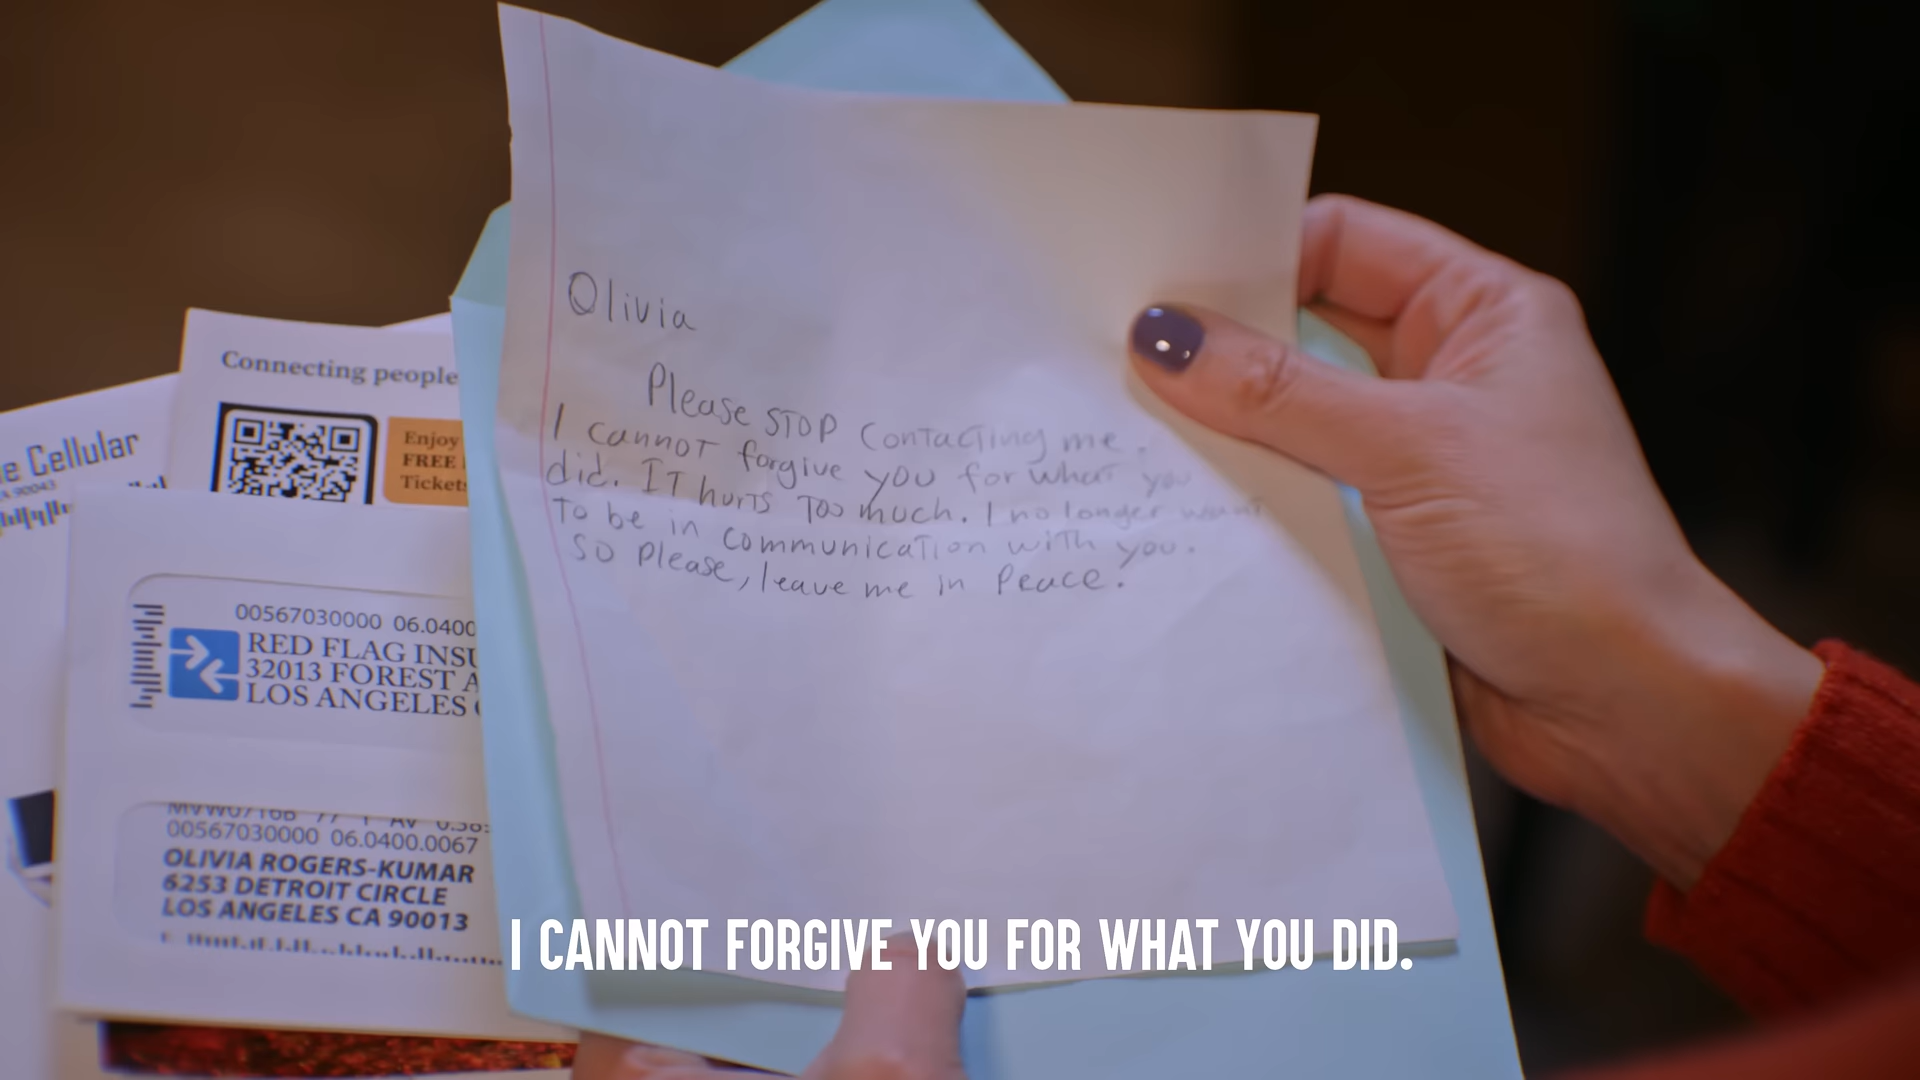 Olivia
Please STOP Contacting me.
I cannot forgive you for what you
did. IT hurts Too much. I no longer want
To be in communication with you.
SO Please, leave me in Peace.
Connecting people
Enjoy
FREE
Tickets
Cellular
00567030000 06.0400
RED FLAG
32013 FOREST
LOS ANGELES
00567030000 06.0400.0067
OLIVIA ROGERS-KUMAR
6253 DETROIT CIRCLE
LOS ANGELES CA 90013
I CANNOT FORGIVE YOU FOR WHAT YOU DID.